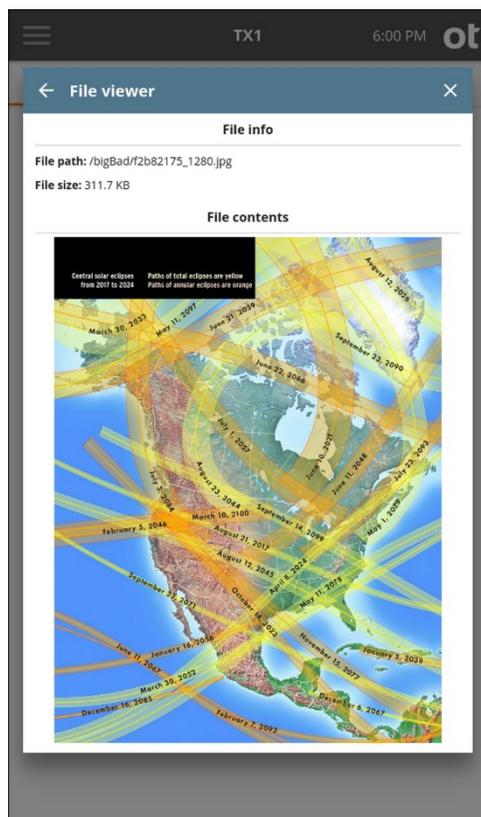 TX1
6:00 PM
ot
File viewer
File info
File path: /bigBad/f2b82175_1280.jpg
File size: 311.7 KB
File contents
Central solar eclipses
from 2017 to 2024
Paths of total eclipses are yellow
Paths of annular eclipses are orange
August 12, 2026
March 30, 2033
May 11, 2097
June 21, 2039
September 23, 2090
June 22, 2066
July 1, 2057
June 10, 2021
June 11, 2048
July 23, 2093
May 1, 2079
August 23, 2044
September 14, 2099
March 10, 2100
February 5, 2046
August 21, 2017
August 12, 2045
April 8, 2024
May 11, 2078
October 14, 2023
January 16, 2056
June 11, 2067
March 30, 2052
December 16, 2085
February 7, 2092
November 15, 2077
January 5, 2038
December 6, 2067